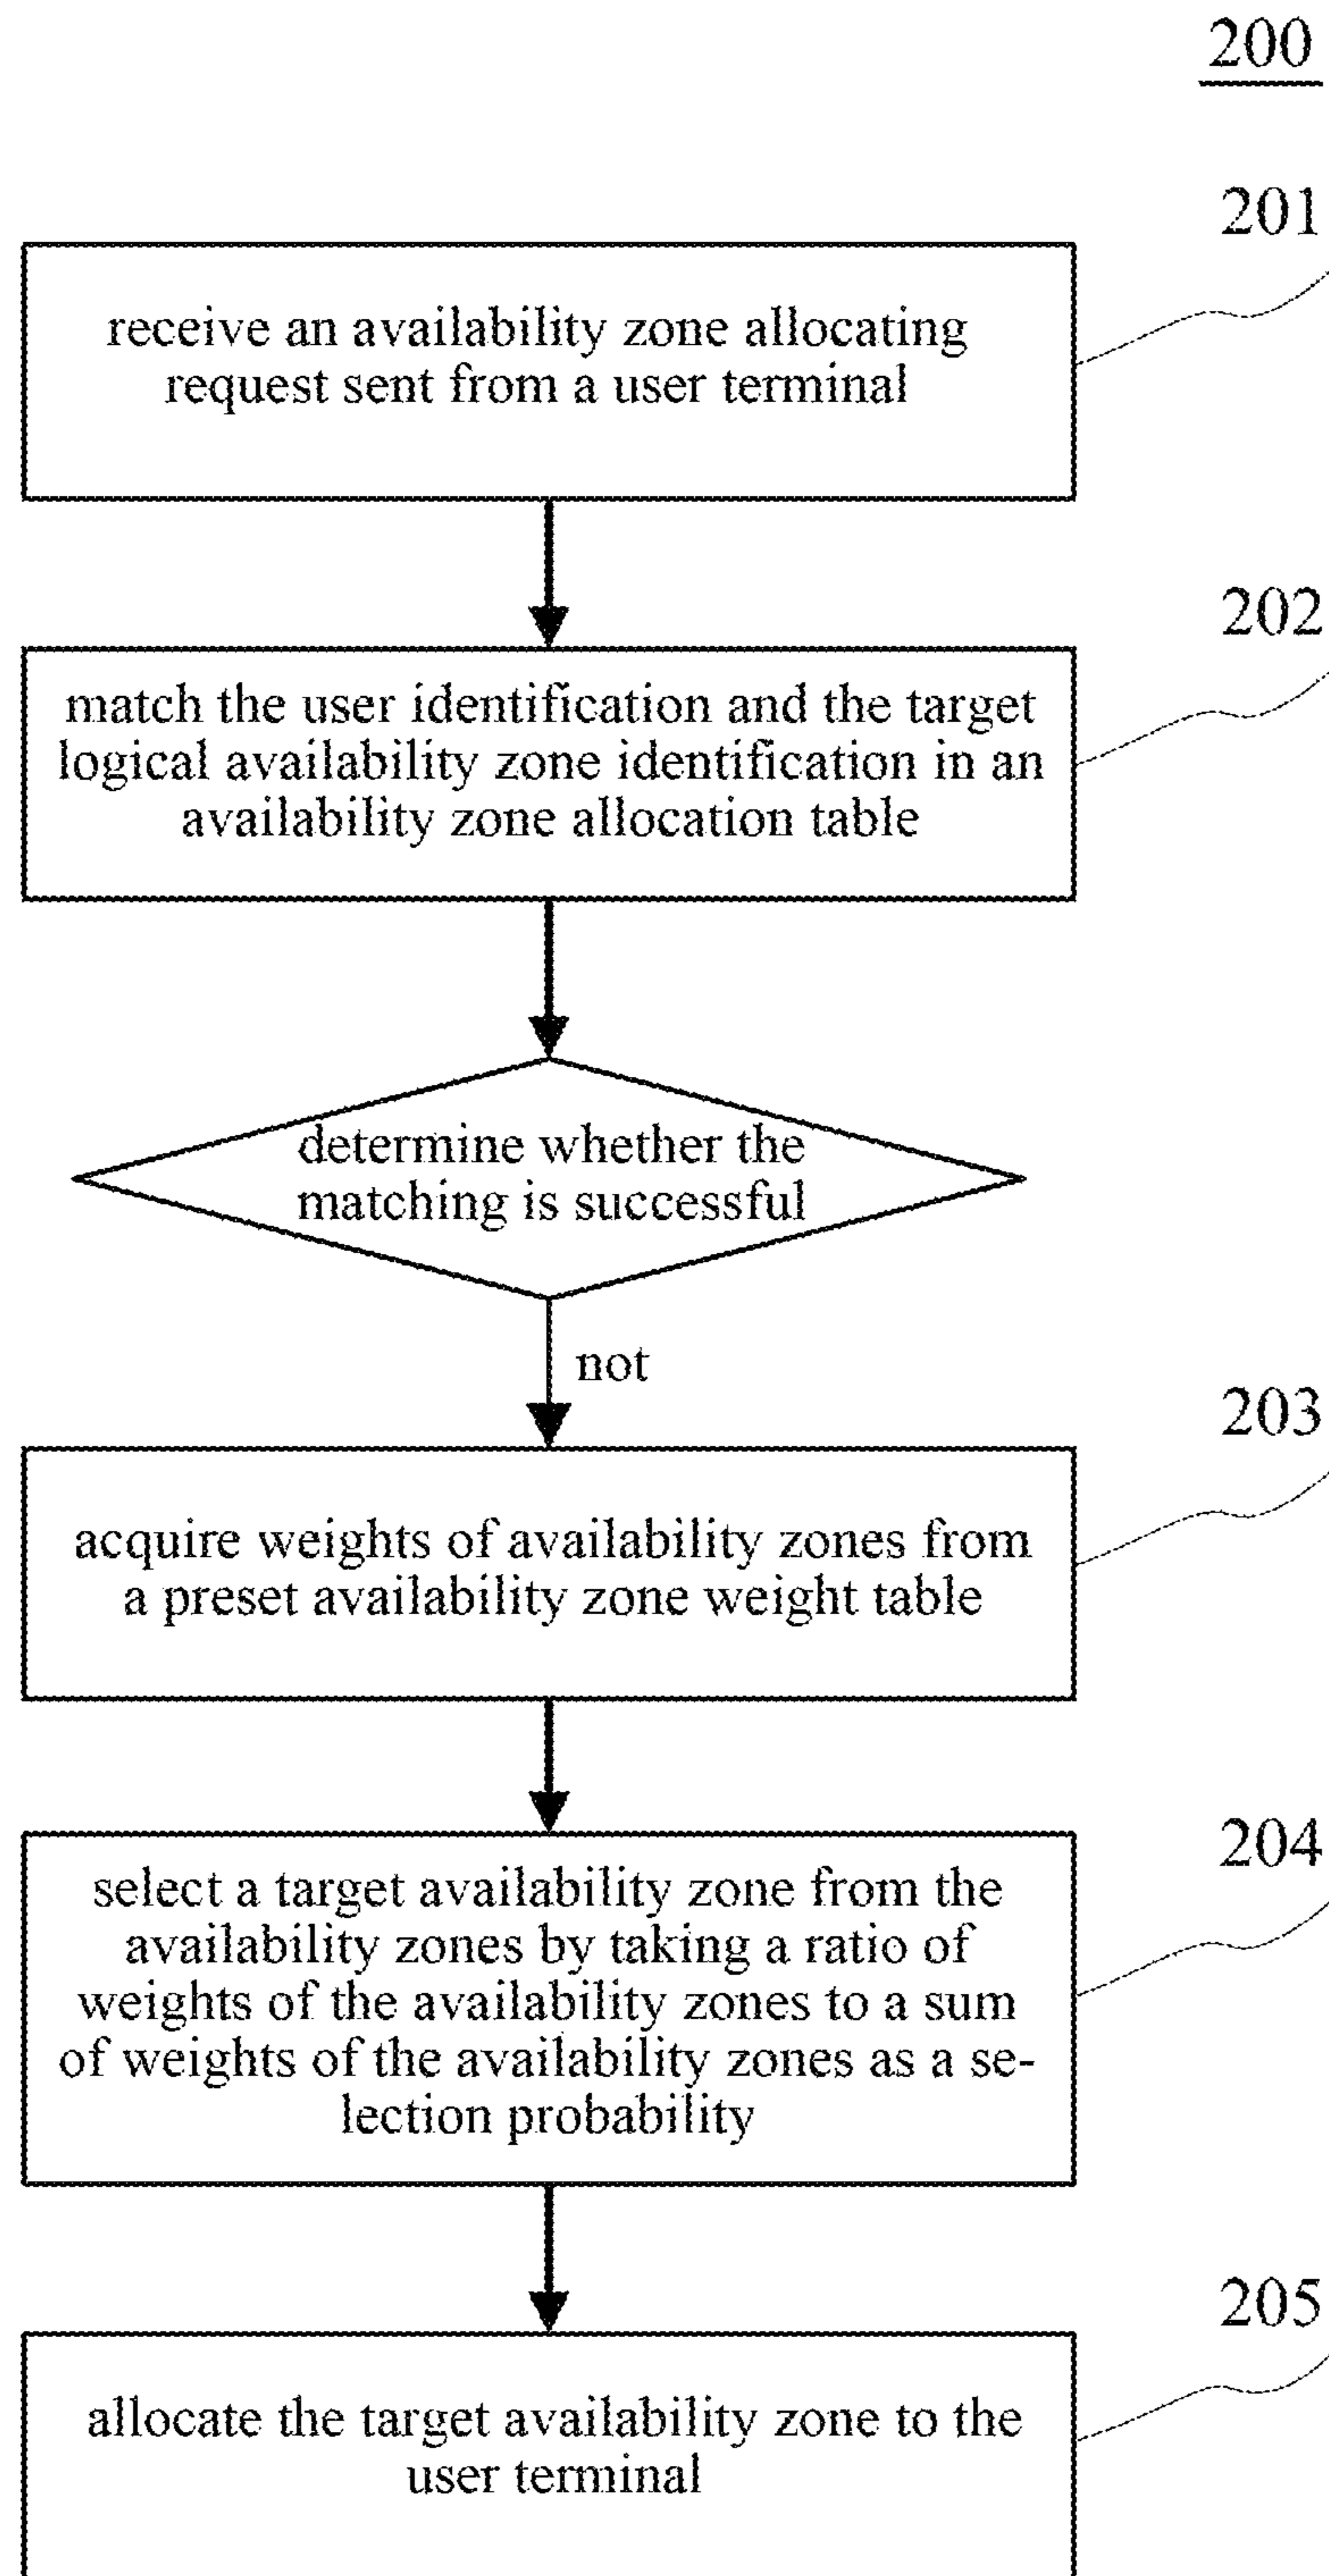 200
201
receive an availability zone allocating
request sent from a user terminal
202
match the user identification and the target
logical availability zone identification in an
availability zone allocation table
determine whether the
matching is successful
not
203
acquire weights of availability zones from
a preset availability zone weight table
204
select a target availability zone from the
availability zones by taking a ratio of
weights of the availability zones to a sum
of weights of the availability zones as a se-
lection probability
205
allocate the target availability zone to the
user terminal